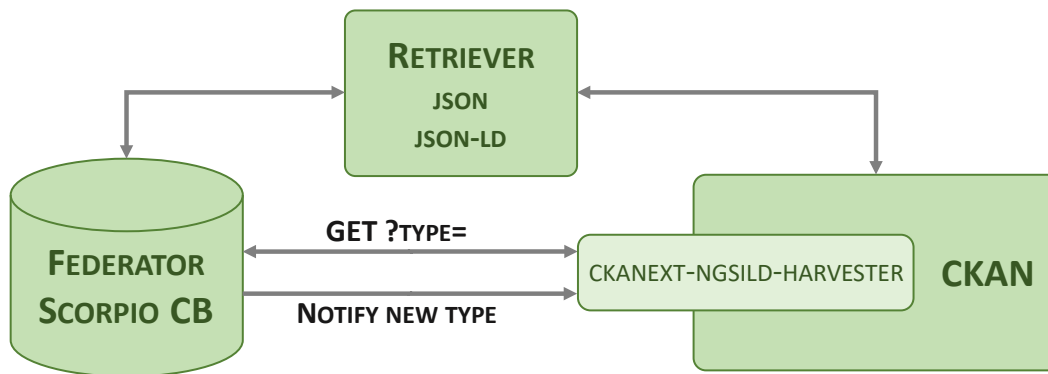 RETRIEVER
JSON
JSON-LD
GET ?TYPE=
FEDERATOR
SCORPIO CB
CKANEXT-NGSILD-HARVESTER
CKAN
NOTIFY NEW TYPE